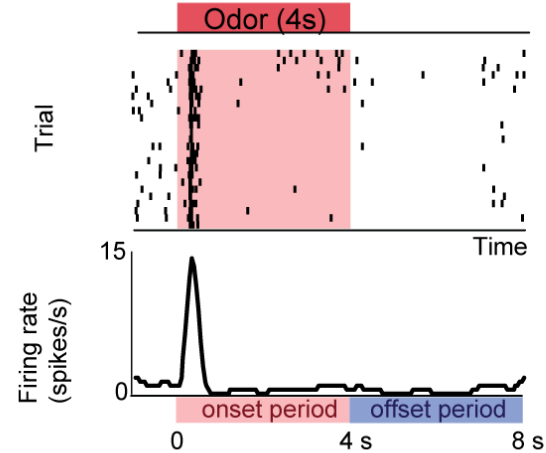 Odor (4s)
Trial
Time
15
Firing rate
(spikes/s)
0
onset period offset period
0 4 s 8 s